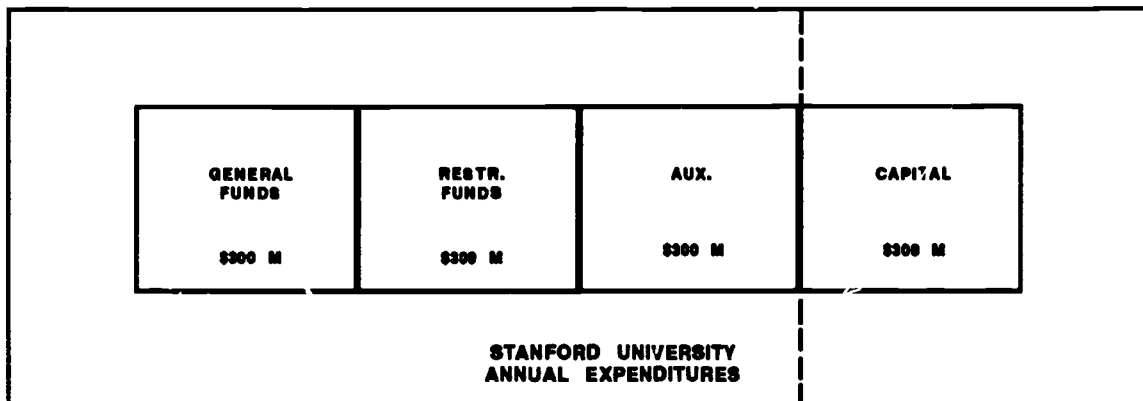 GENERAL
FUNDS
$300 M
RESTR.
FUNDS
$300 M
AUX.
$300 M
CAPITAL
$300 M
STANFORD UNIVERSITY
ANNUAL EXPENDITURES